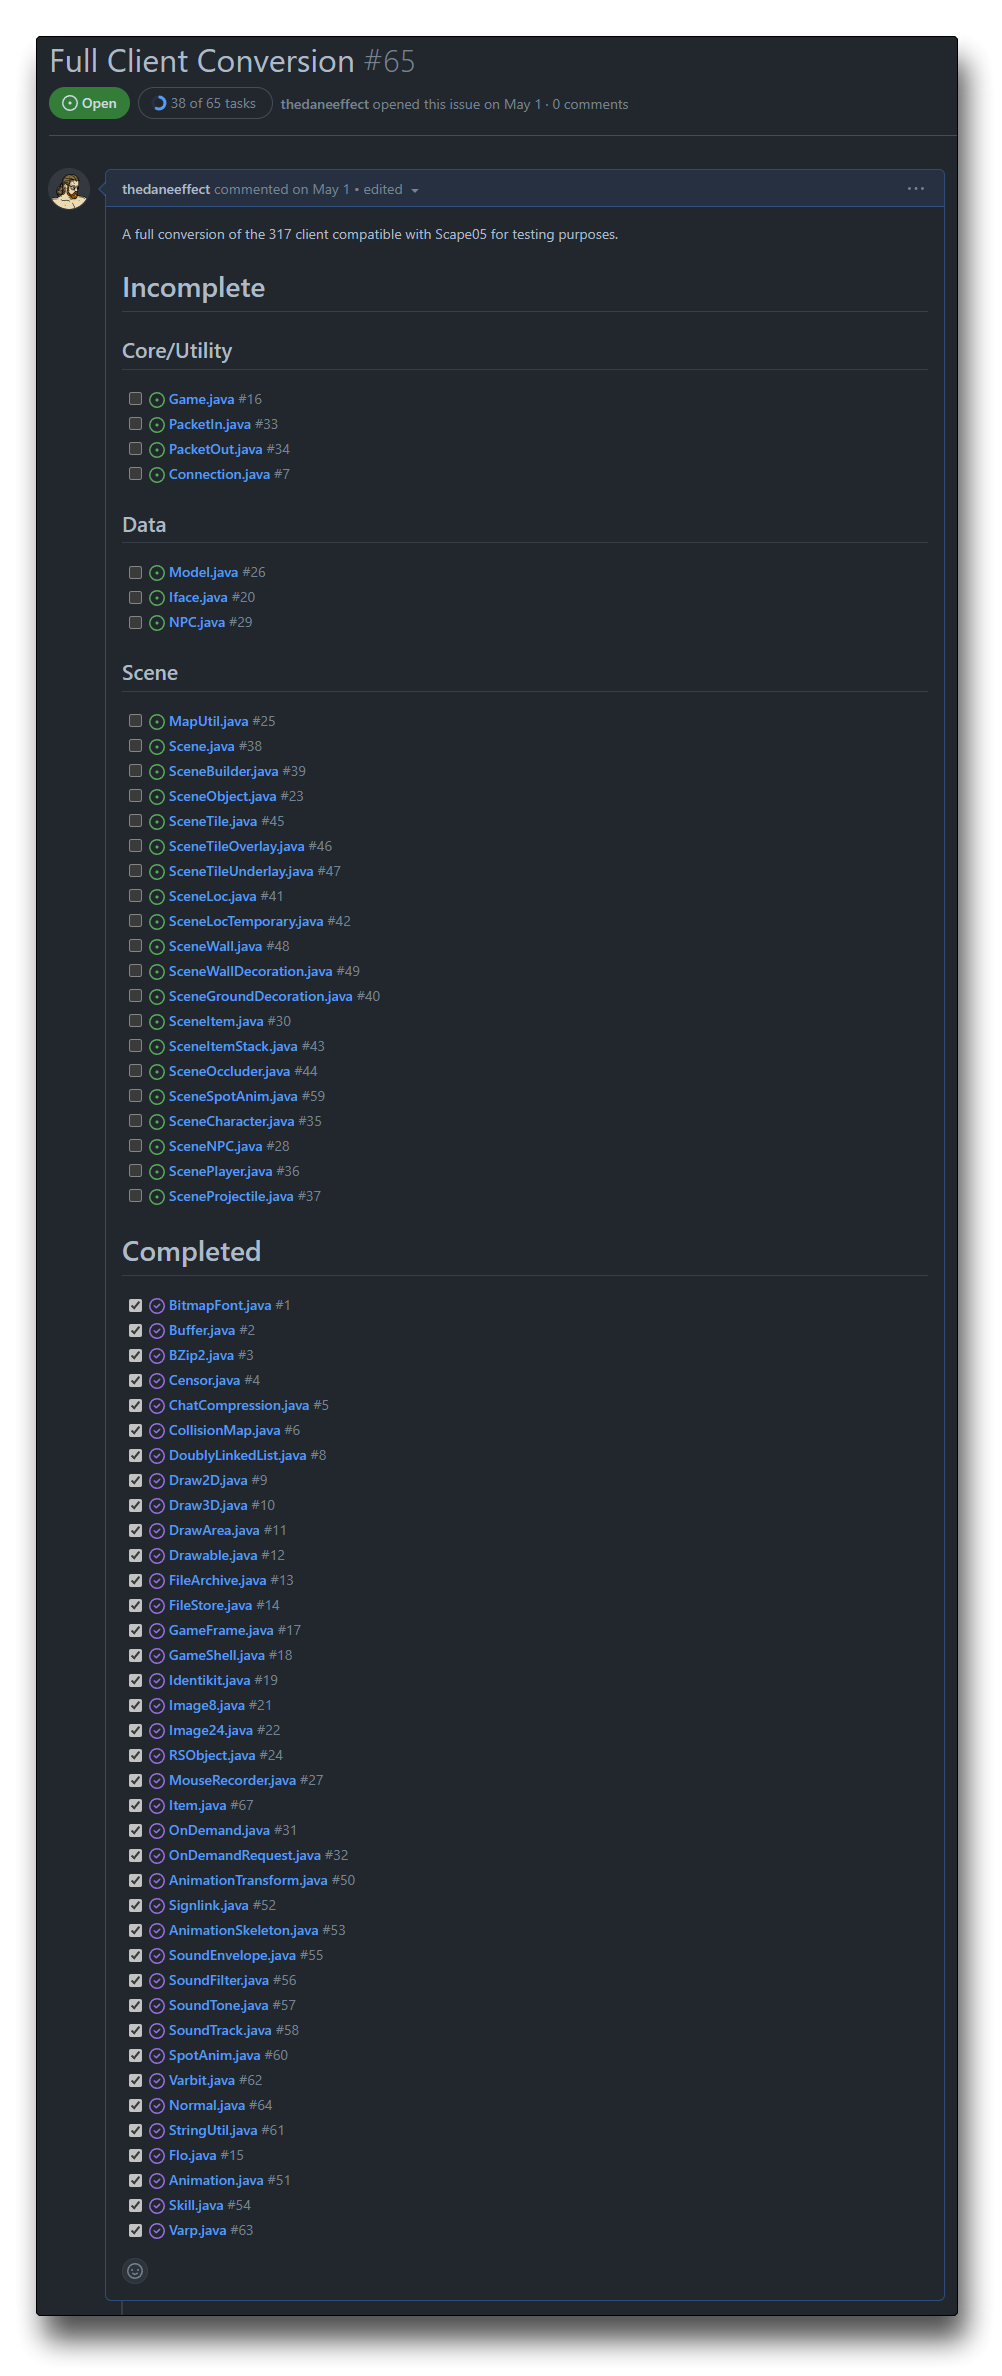 Full Client Conversion #65
Open
38 of 65 tasks
thedaneeffect opened this issue on May 1 · 0 comments
thedaneeffect commented on May 1 • edited
A full conversion of the 317 client compatible with Scape05 for testing purposes.
Incomplete
Core/Utility
Game.java #16
PacketIn.java #33
PacketOut.java #34
Connection.java #7
Data
Model.java #26
Iface.java #20
NPC.java #29
Scene
MapUtil.java #25
Scene.java #38
SceneBuilder.java #39
SceneObject.java #23
SceneTile.java #45
SceneTileOverlay.java #46
SceneTileUnderlay.java #47
SceneLoc.java #41
SceneLocTemporary.java #42
SceneWall.java #48
SceneWallDecoration.java #49
SceneGroundDecoration.java #40
SceneItem.java #30
SceneItemStack.java #43
SceneOccluder.java #44
SceneSpotAnim.java #59
SceneCharacter.java #35
SceneNPC.java #28
ScenePlayer.java #36
SceneProjectile.java #37
Completed
BitmapFont.java #1
Buffer.java #2
BZip2.java #3
Censor.java #4
ChatCompression.java #5
CollisionMap.java #6
DoublyLinkedList.java #8
Draw2D.java #9
Draw3D.java #10
DrawArea.java #11
Drawable.java #12
FileArchive.java #13
FileStore.java #14
GameFrame.java #17
GameShell.java #18
Identikit.java #19
Image8.java #21
Image24.java #22
RSObject.java #24
MouseRecorder.java #27
Item.java #67
OnDemand.java #31
OnDemandRequest.java #32
AnimationTransform.java #50
Signlink.java #52
AnimationSkeleton.java #53
SoundEnvelope.java #55
SoundFilter.java #56
SoundTone.java #57
SoundTrack.java #58
SpotAnim.java #60
Varbit.java #62
Normal.java #64
StringUtil.java #61
Flo.java #15
Animation.java #51
Skill.java #54
Varp.java #63